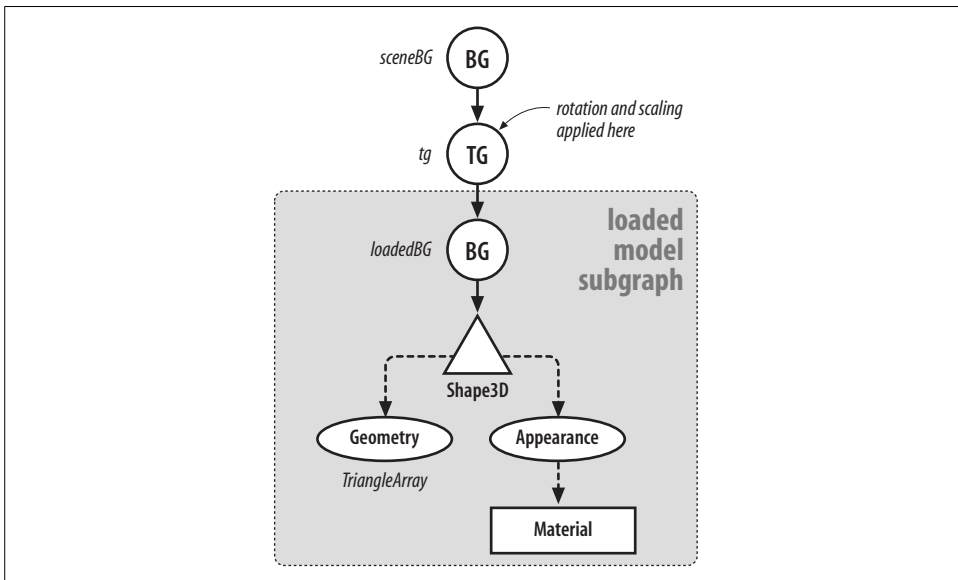 sceneBG
BG
rotation and scaling
applied here
tg
TG
loaded
model
subgraph
loadedBG
BG
Shape3D
Geometry
Appearance
TriangleArray
Material